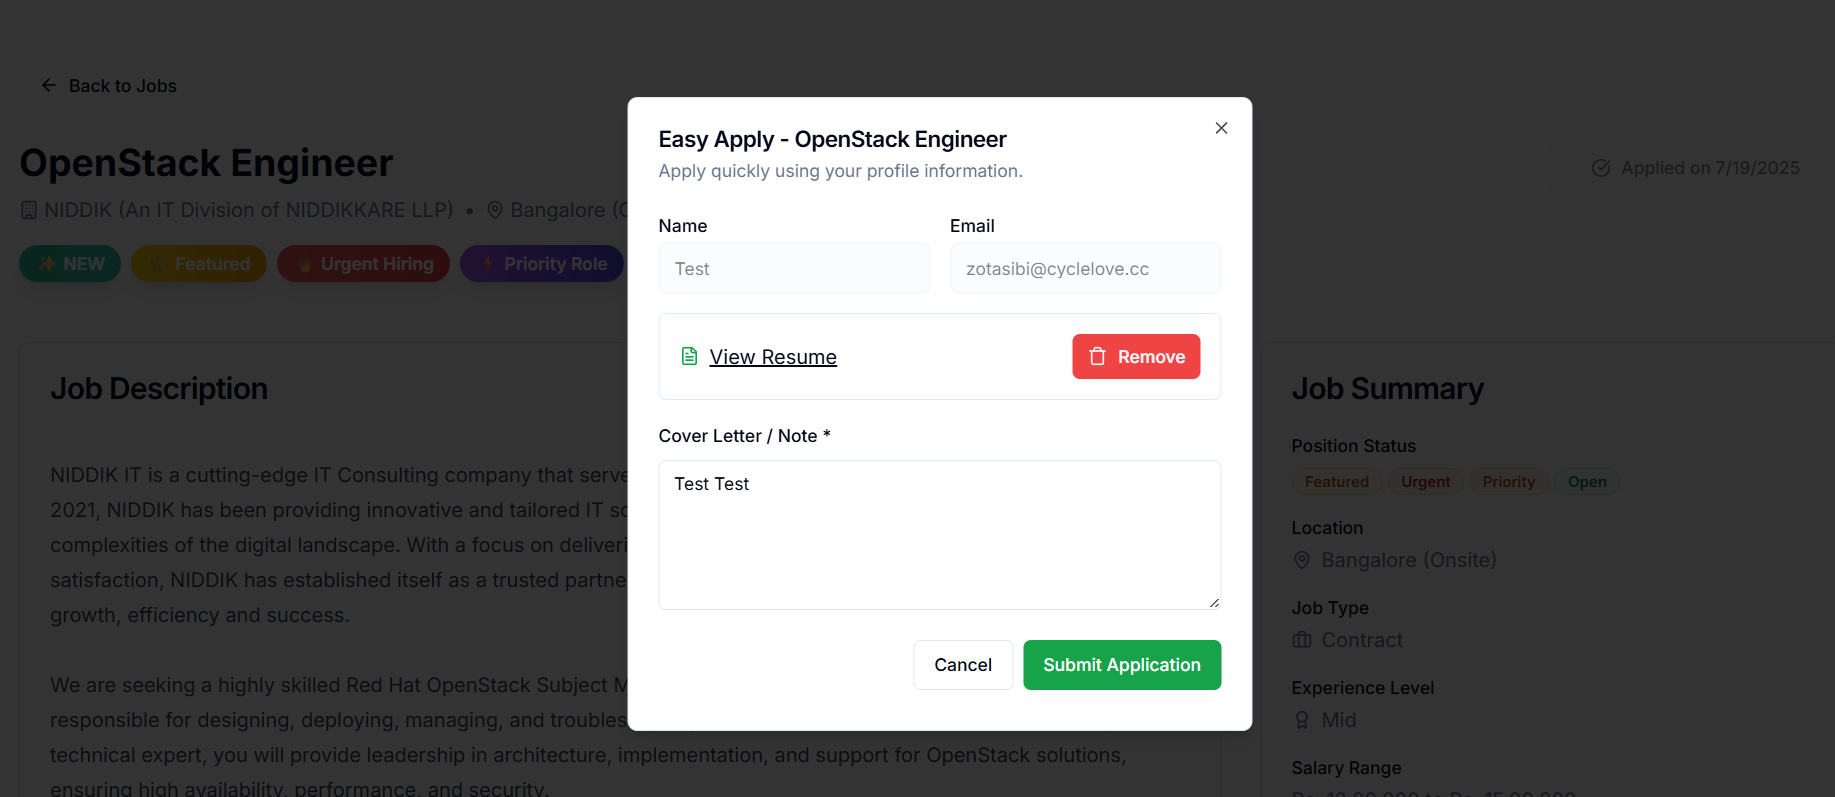 Back to Jobs
OpenStack Engineer
NIDDIK (An IT Division of NIDDIKKARE LLP) • Bangalore
Applied on 7/19/2025
NEW Featured Urgent Hiring Priority Role
Easy Apply - OpenStack Engineer
Apply quickly using your profile information.
Name Email
Test zotasibi@cyclelove.cc
View Resume Remove
Cover Letter / Note *
Test Test
Cancel Submit Application
Job Description
NIDDIK IT is a cutting-edge IT Consulting company that serve
2021, NIDDIK has been providing innovative and tailored IT
complexities of the digital landscape. With a focus on
satisfaction, NIDDIK has established itself as a trusted
growth, efficiency and success.
We are seeking a highly skilled Red Hat OpenStack Subject
responsible for designing, deploying, managing, and
technical expert, you will provide leadership in architecture, implementation, and support for OpenStack solutions,
ensuring high availability, performance, and security.
Job Summary
Position Status
Featured Urgent Priority Open
Location
Bangalore (Onsite)
Job Type
Contract
Experience Level
Mid
Salary Range